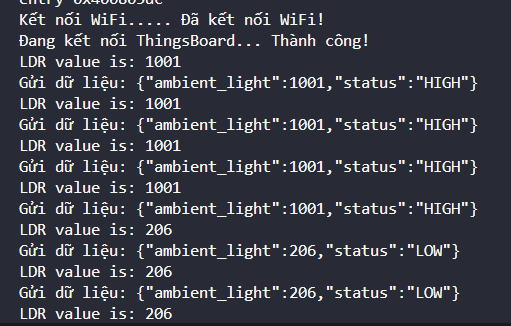 entry 0x400805dc
Kết nối WiFi..... Đã kết nối WiFi!
Đang kết nối ThingsBoard... Thành công!
LDR value is: 1001
Gửi dữ liệu: {"ambient_light":1001,"status":"HIGH"}
LDR value is: 1001
Gửi dữ liệu: {"ambient_light":1001,"status":"HIGH"}
LDR value is: 1001
Gửi dữ liệu: {"ambient_light":1001,"status":"HIGH"}
LDR value is: 1001
Gửi dữ liệu: {"ambient_light":1001,"status":"HIGH"}
LDR value is: 206
Gửi dữ liệu: {"ambient_light":206,"status":"LOW"}
LDR value is: 206
Gửi dữ liệu: {"ambient_light":206,"status":"LOW"}
LDR value is: 206